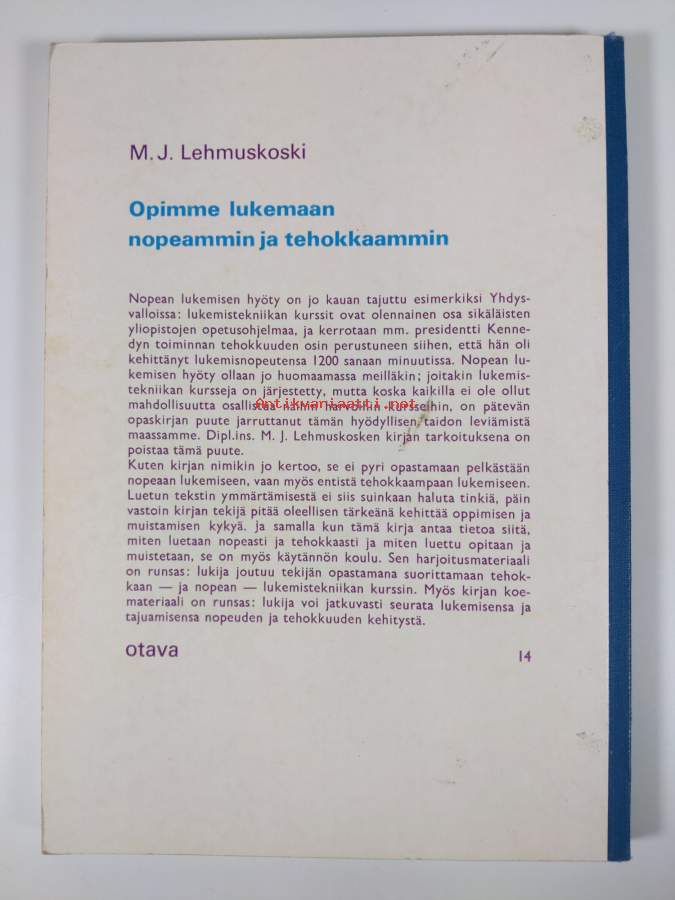 M. J. Lehmuskoski
Opimme lukemaan
nopeammin ja tehokkaammin
Nopean lukemisen hyöty on jo kauan tajuttu esimerkiksi Yhdys-
valloissa: lukemistekniikan kurssit ovat olennainen osa sikäläisten
yliopistojen opetusohjelmaa, ja kerrotaan mm. presidentti Kenne-
dyn toiminnan tehokkuuden osin perustuneen siihen, että hän oli
kehittänyt lukemisnopeutensa 1200 sanaan minuutissa. Nopean lu-
kemisen hyöty ollaan jo huomaamassa meilläkin; joitakin lukemis-
tekniikan kursseja on järjestetty, mutta koska kaikilla ei ole ollut
mahdollisuutta osallistua näihin harvoihin kursseihin, on pätevän
Antikvariaatti.net
opaskirjan puute jarruttanut tämän hyödyllisen taidon leviämistä
maassamme. Dipl.ins. M. J. Lehmuskosken kirjan tarkoituksena on
poistaa tämä puute.
Kuten kirjan nimikin jo kertoo, se ei pyri opastamaan pelkästään
nopeaan lukemiseen, vaan myös entistä tehokkaampaan lukemiseen.
Luetun tekstin ymmärtämisestä ei siis suinkaan haluta tinkiä, päin
vastoin kirjan tekijä pitää oleellisen tärkeänä kehittää oppimisen ja
muistamisen kykyä. Ja samalla kun tämä kirja antaa tietoa siitä,
miten luetaan nopeasti ja tehokkaasti ja miten luettu opitaan ja
muistetaan, se on myös käytännön koulu. Sen harjoitusmateriaali
on runsas: lukija joutuu tekijän opastamana suorittamaan tehok-
kaan — ja nopean — lukemistekniikan kurssin. Myös kirjan koe-
materiaali on runsas: lukija voi jatkuvasti seurata lukemisensa ja
tajuamisensa nopeuden ja tehokkuuden kehitystä.
otava
14